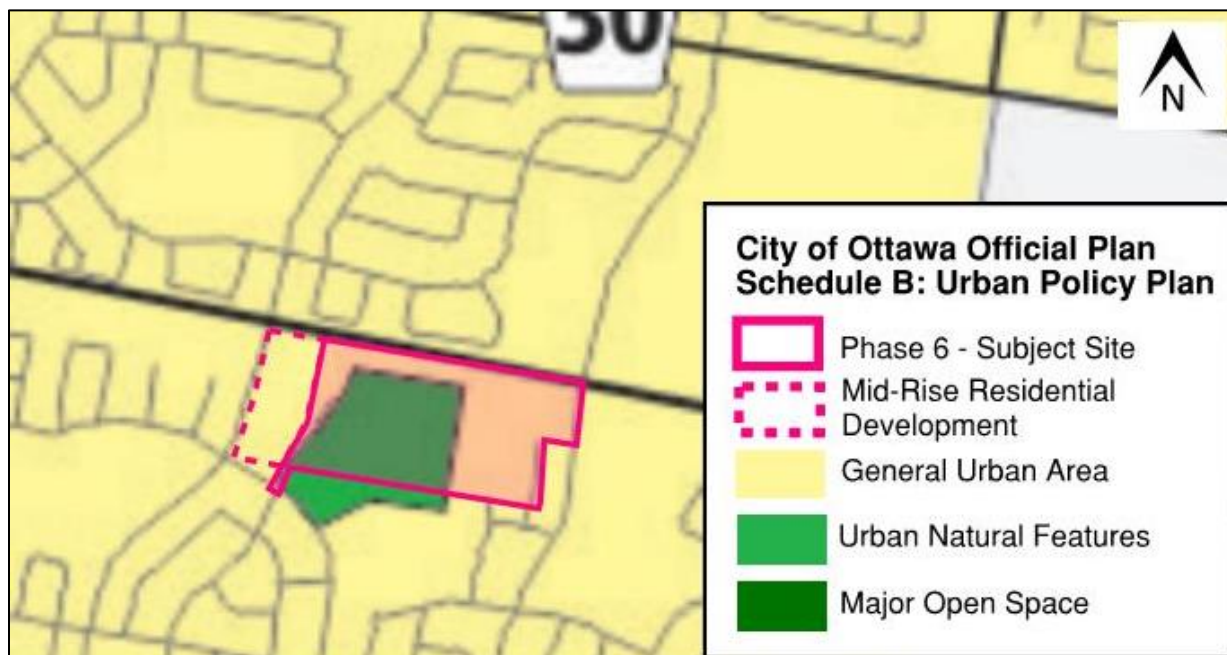 30
N
City of Ottawa Official Plan
Schedule B: Urban Policy Plan
Phase 6 - Subject Site
Mid-Rise Residential
Development
General Urban Area
Urban Natural Features
Major Open Space